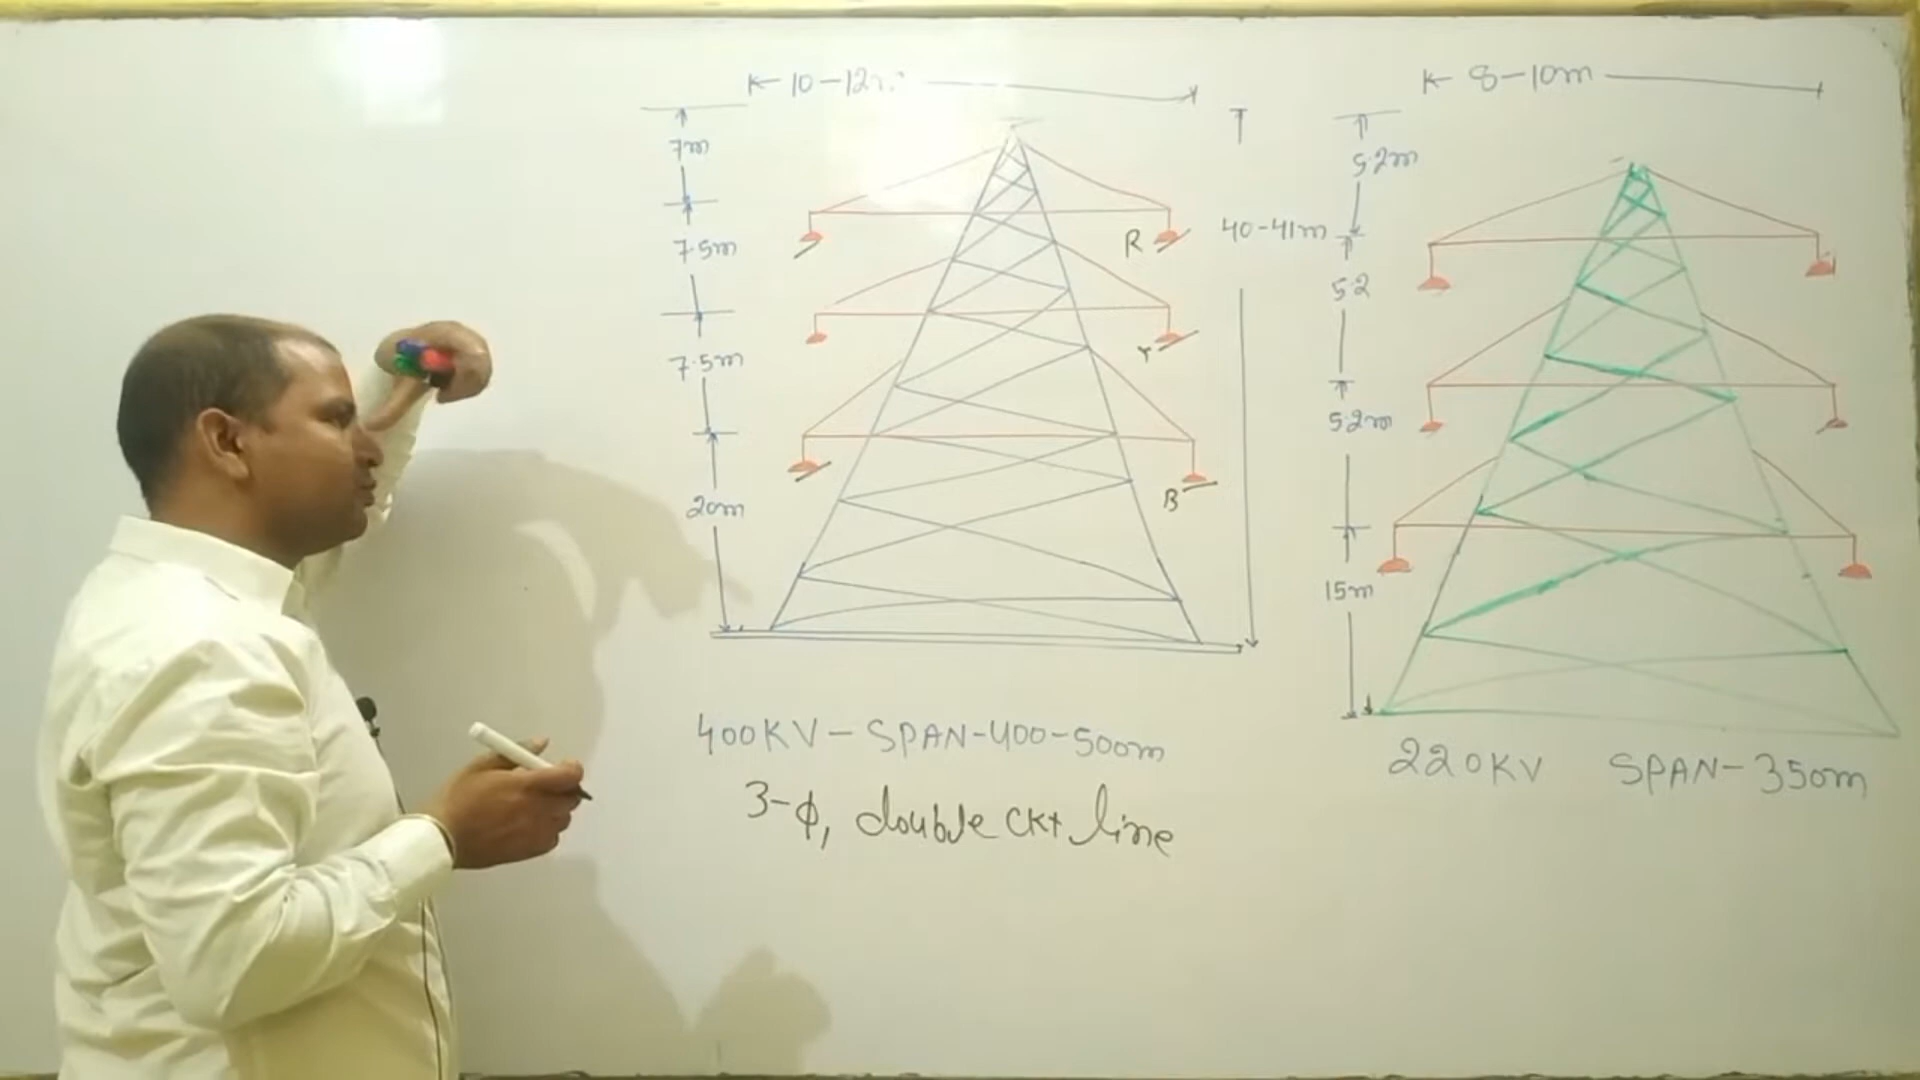 10-12m
7m
7.5m
7.5m
20m
R
Y
B
40-41m
400KV-SPAN-400-500m
3-φ, double ckt line
8-10m
5.2m
5.2
5.2m
15m
220KV SPAN-350m